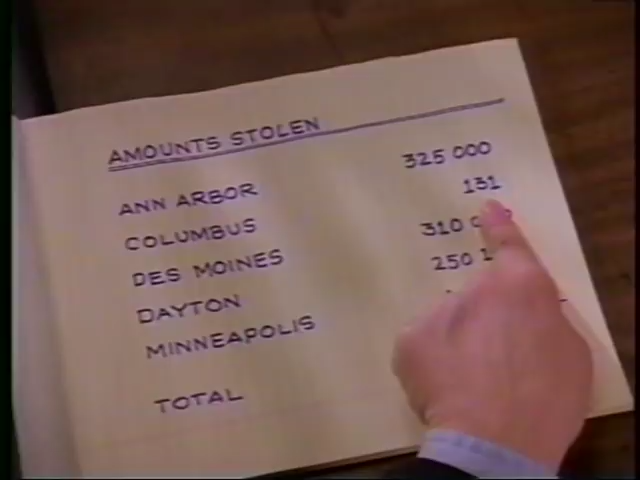 AMOUNTS STOLEN
ANN ARBOR 325 000
COLUMBUS 131
DES MOINES 310
DAYTON 250
MINNEAPOLIS
TOTAL